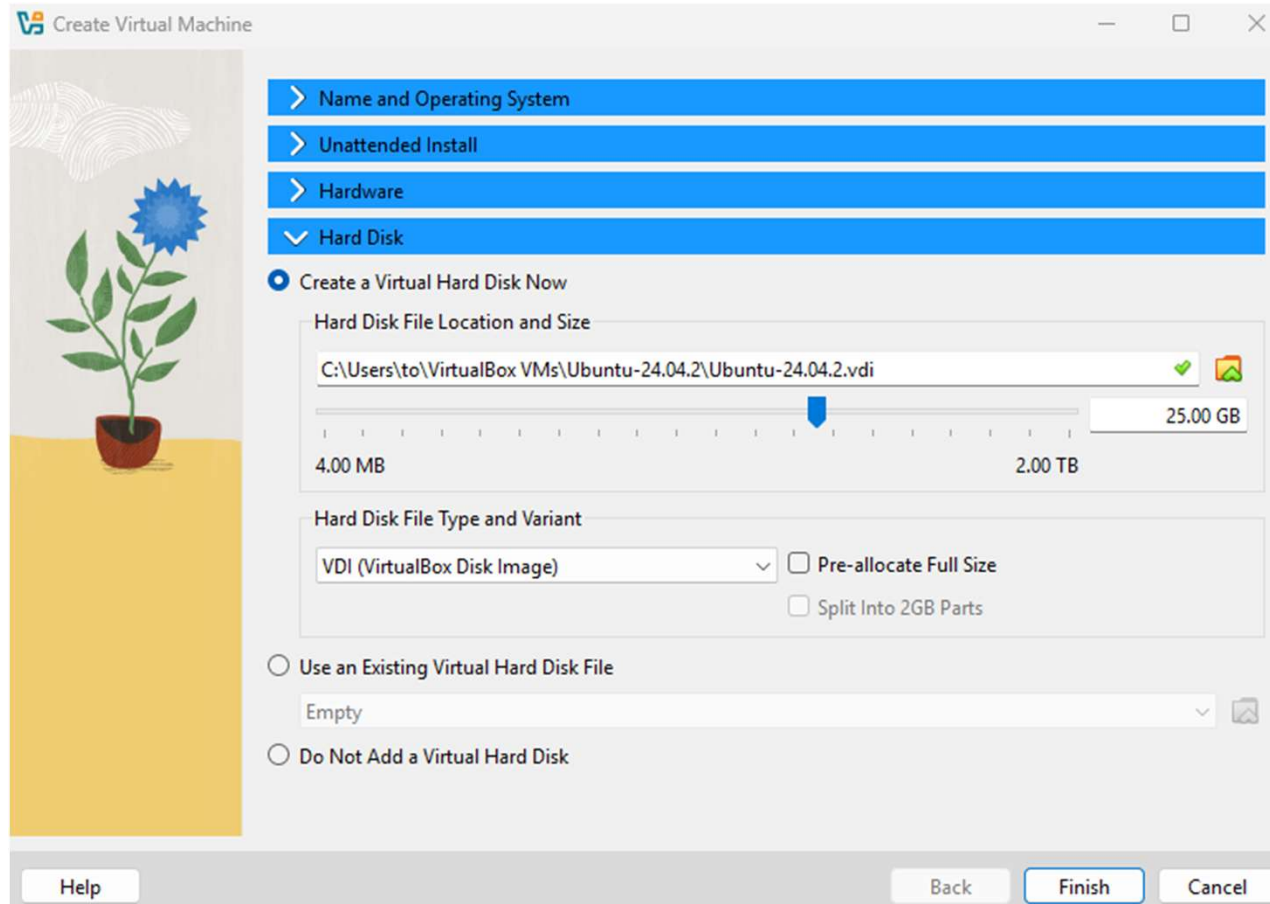 Create Virtual Machine
Name and Operating System
Unattended Install
Hardware
Hard Disk
Create a Virtual Hard Disk Now
Hard Disk File Location and Size
C:\Users\to\VirtualBox VMs\Ubuntu-24.04.2\Ubuntu-24.04.2.vdi
25.00 GB
4.00 MB 2.00 TB
Hard Disk File Type and Variant
VDI (VirtualBox Disk Image) Pre-allocate Full Size
Split Into 2GB Parts
Use an Existing Virtual Hard Disk File
Empty
Do Not Add a Virtual Hard Disk
Help Back Finish Cancel